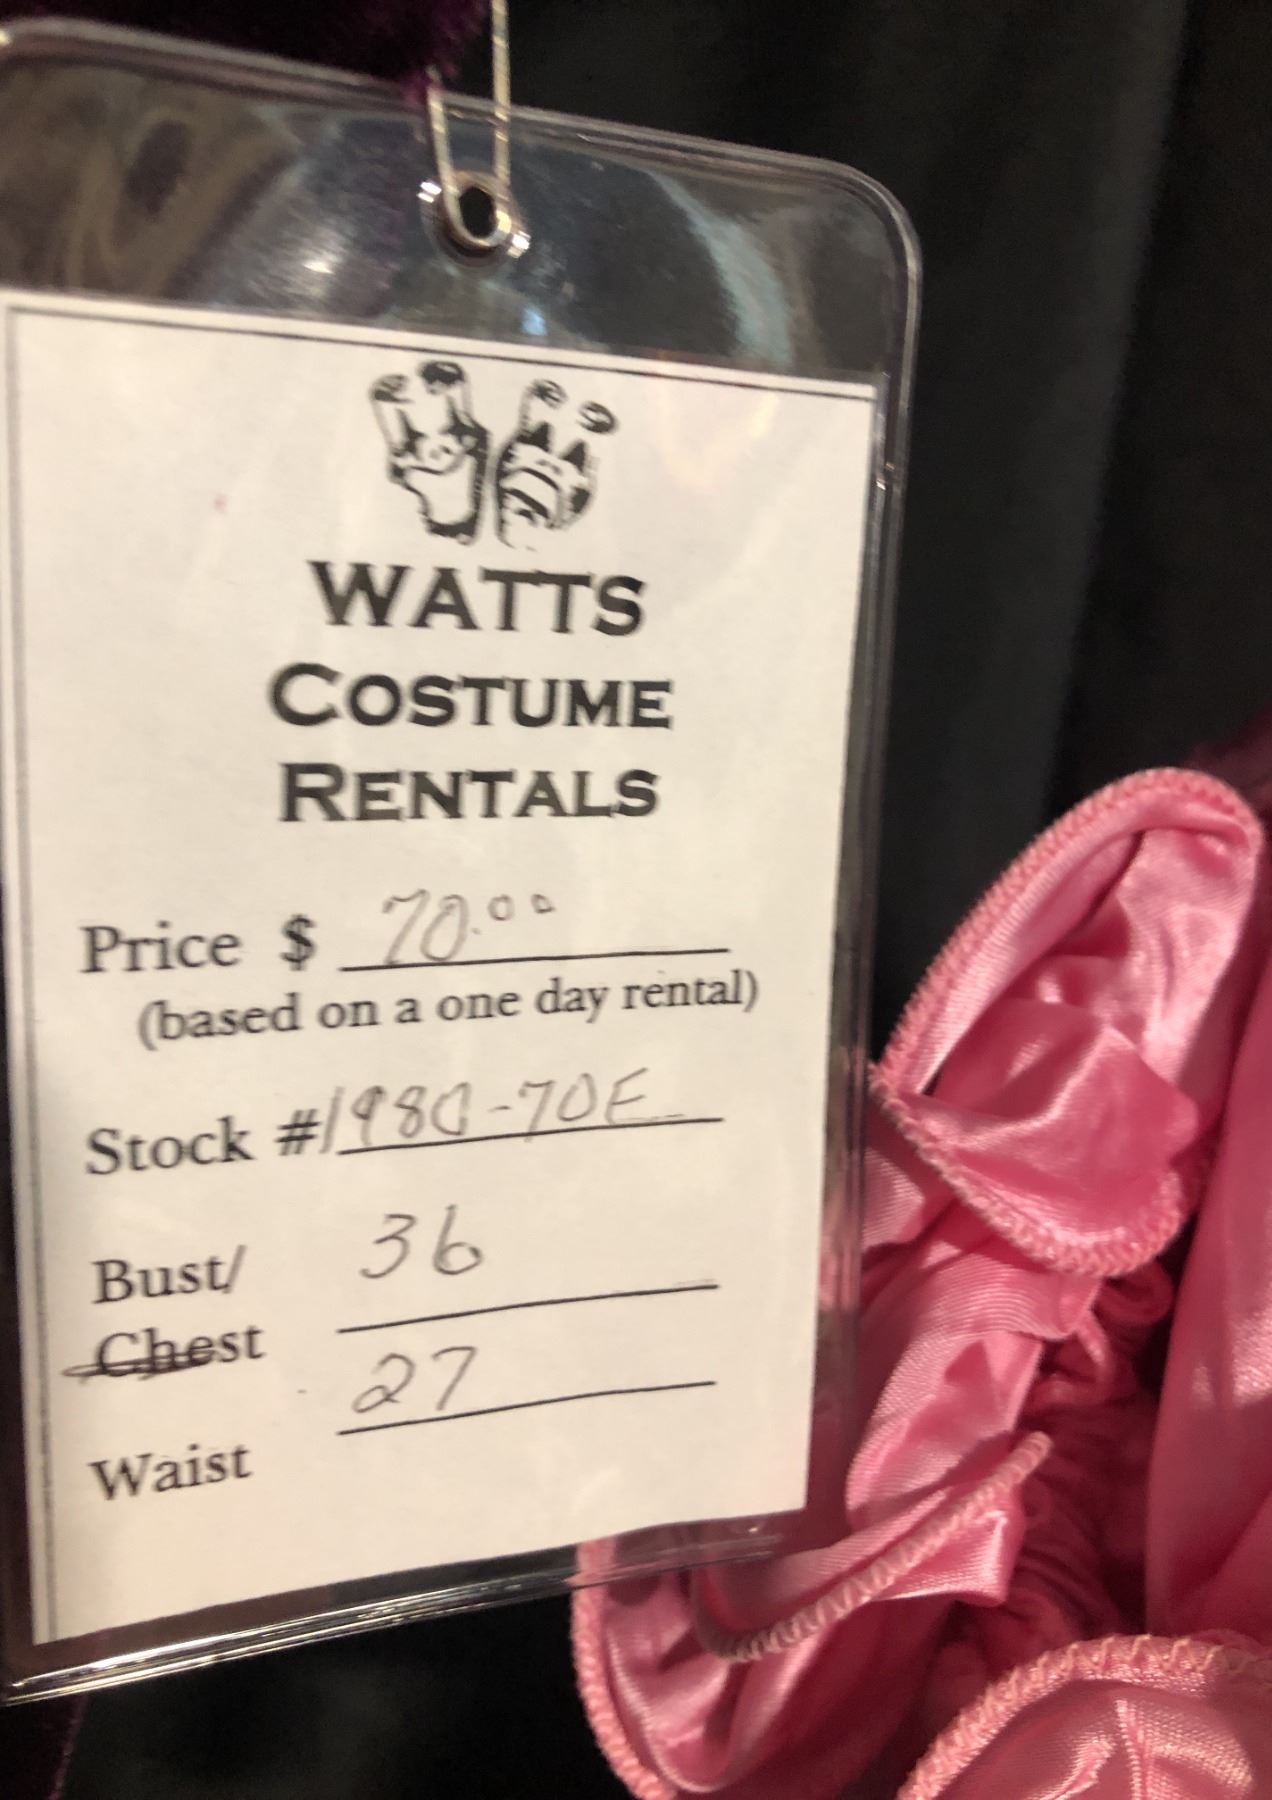 WATTS
COSTUME
RENTALS
Price $ 70.00
(based on a one day rental)
Stock #1980-70E
Bust/ 36
Chest
27
Waist